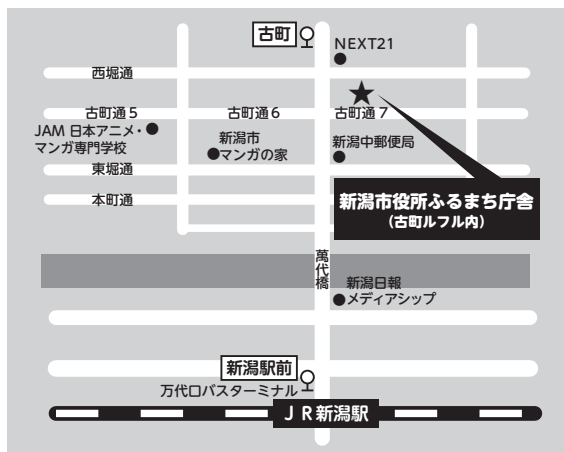 古町
NEXT21
西堀通
古町通5
古町通6
古町通7
JAM 日本アニメ・
マンガ専門学校
新潟市
マンガの家
新潟中郵便局
東堀通
本町通
新潟市役所ふるまち庁舎
(古町ルフル内)
萬代橋
新潟日報
メディアシップ
新潟駅前
万代口バスターミナル
ＪＲ新潟駅